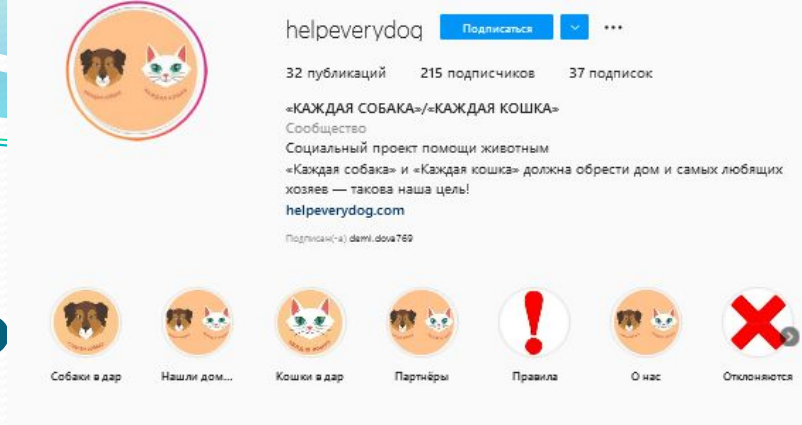 helpeverydog
Подписаться
32 публикаций 215 подписчиков 37 подписок
«КАЖДАЯ СОБАКА»/«КАЖДАЯ КОШКА»
Сообщество
Социальный проект помощи животным
«Каждая собака» и «Каждая кошка» должна обрести дом и самых любящих
хозяев — такова наша цель!
helpeverydog.com
Подписан(-а) demi.dova769
Собаки в дар Нашли дом... Кошки в дар Партнёры Правила О нас Отклоняются